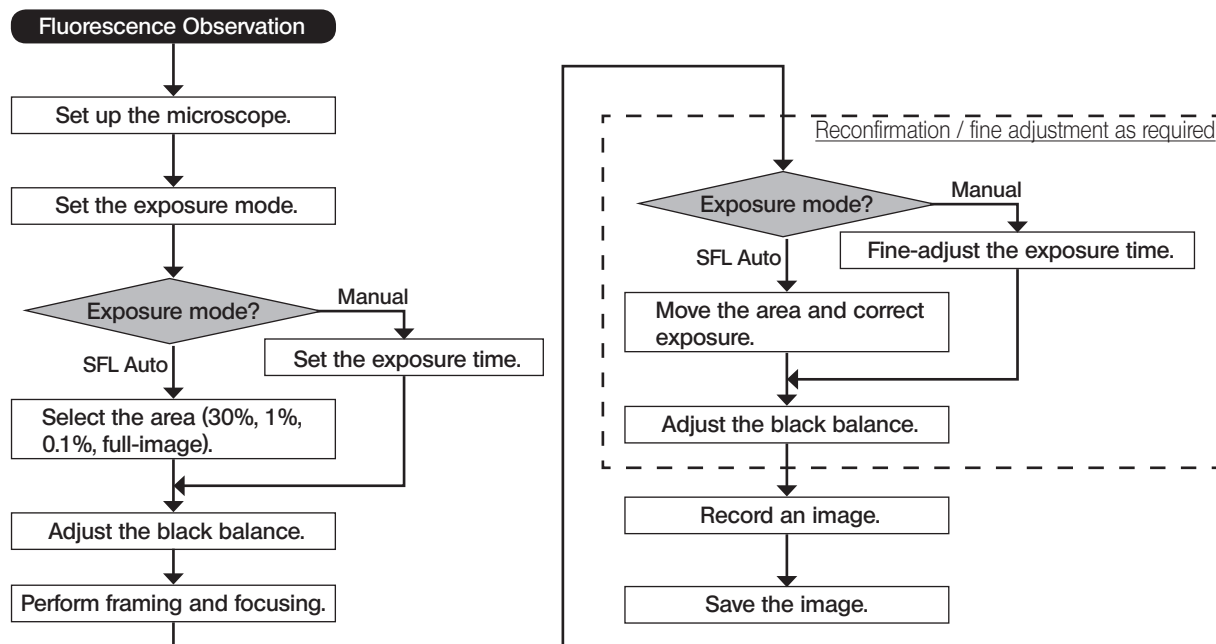 Fluorescence Observation
Set up the microscope.
Set the exposure mode.
Exposure mode?
Manual
SFL Auto
Set the exposure time.
Select the area (30%, 1%,
0.1%, full-image).
Adjust the black balance.
Perform framing and focusing.
Reconfirmation / fine adjustment as required
Exposure mode?
Manual
SFL Auto
Fine-adjust the exposure time.
Move the area and correct
exposure.
Adjust the black balance.
Record an image.
Save the image.